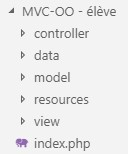 MVC-OO - élève
controller
data
model
resources
view
index.php